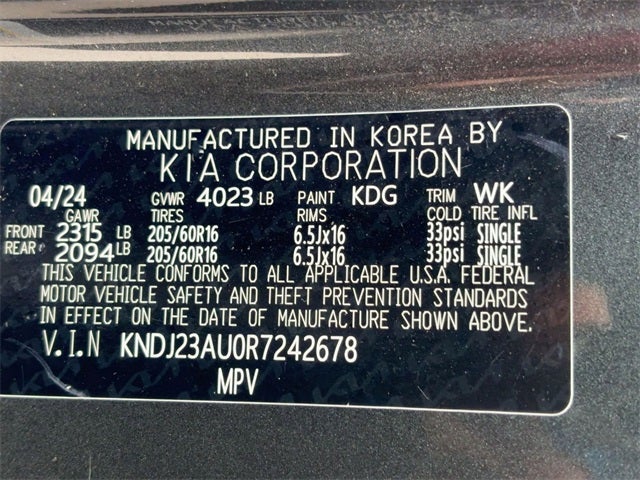 MANUFACTURED IN KOREA BY
KIA CORPORATION
04/24 GVWR 4023 LB PAINT KDG TRIM WK
GAWR TIRES RIMS COLD TIRE INFL
FRONT 2315 LB 205/60R16 6.5Jx16 33psi SINGLE
REAR 2094 LB 205/60R16 6.5Jx16 33psi SINGLE
THIS VEHICLE CONFORMS TO ALL APPLICABLE U.S.A. FEDERAL
MOTOR VEHICLE SAFETY AND THEFT PREVENTION STANDARDS
IN EFFECT ON THE DATE OF MANUFACTURE SHOWN ABOVE.
V.I.N KNDJ23AU0R7242678
MPV